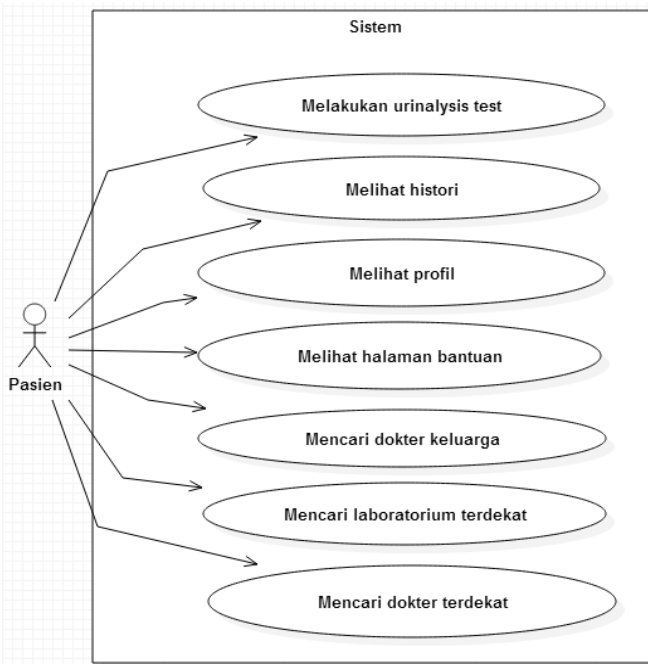 Sistem
Melakukan urinalysis test
Melihat histori
Melihat profil
Melihat halaman bantuan
Pasien
Mencari dokter keluarga
Mencari laboratorium terdekat
Mencari dokter terdekat